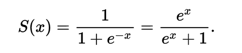 S(x) = 1/(1 + e^{-x}) = e^x/(e^x + 1).